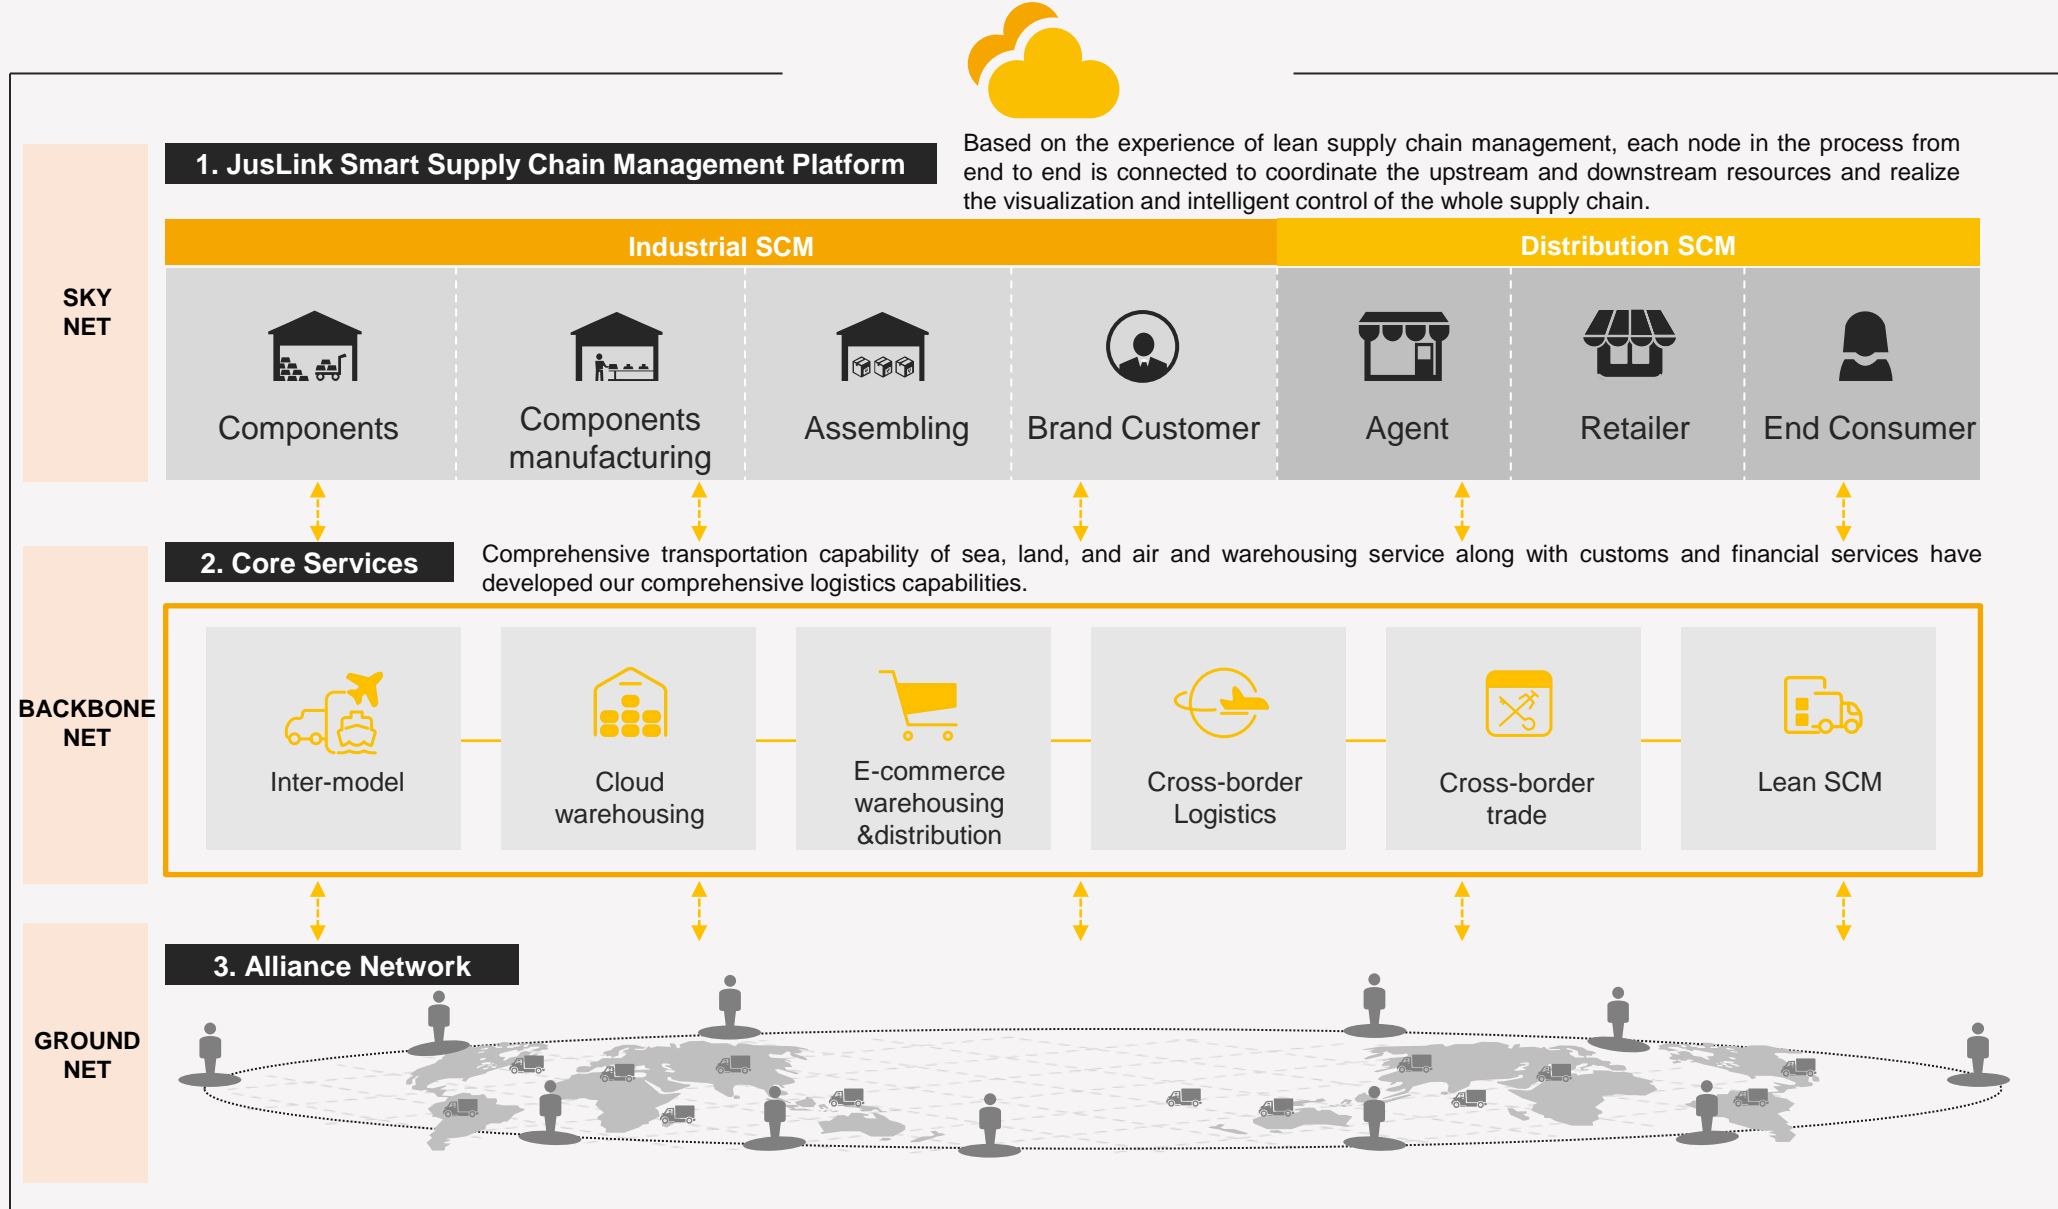 1. JusLink Smart Supply Chain Management Platform
Based on the experience of lean supply chain management, each node in the process from
end to end is connected to coordinate the upstream and downstream resources and realize
the visualization and intelligent control of the whole supply chain.
SKY
NET
Industrial SCM
Distribution SCM
Components
Components
manufacturing
Assembling
Brand Customer
Agent
Retailer
End Consumer
2. Core Services
Comprehensive transportation capability of sea, land, and air and warehousing service along with customs and financial services have
developed our comprehensive logistics capabilities.
BACKBONE
NET
Inter-model
Cloud
warehousing
E-commerce
warehousing
&distribution
Cross-border
Logistics
Cross-border
trade
Lean SCM
3. Alliance Network
GROUND
NET